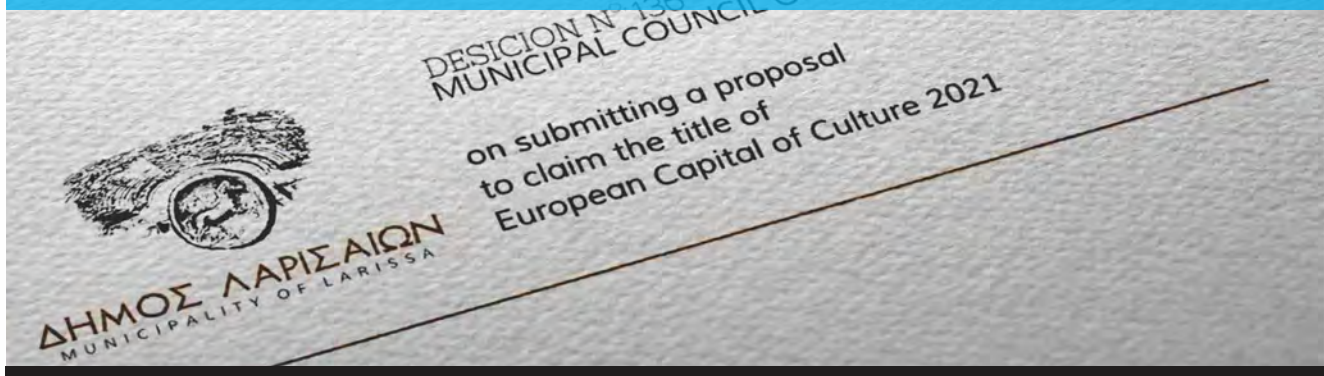 DESICION N° 136
MUNICIPAL COUNCIL
on submitting a proposal
to claim the title of
European Capital of Culture 2021
ΔΗΜΟΣ ΛΑΡΙΣΑΙΩΝ
MUNICIPALITY OF LARISSA